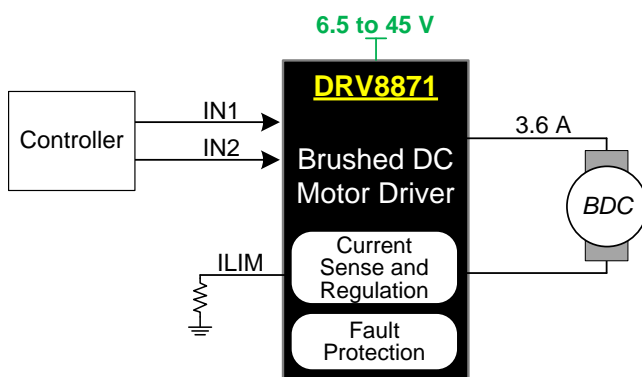 6.5 to 45 V
DRV8871
Controller
IN1
IN2
3.6 A
Brushed DC
Motor Driver
BDC
ILIM
Current
Sense and
Regulation
Fault
Protection